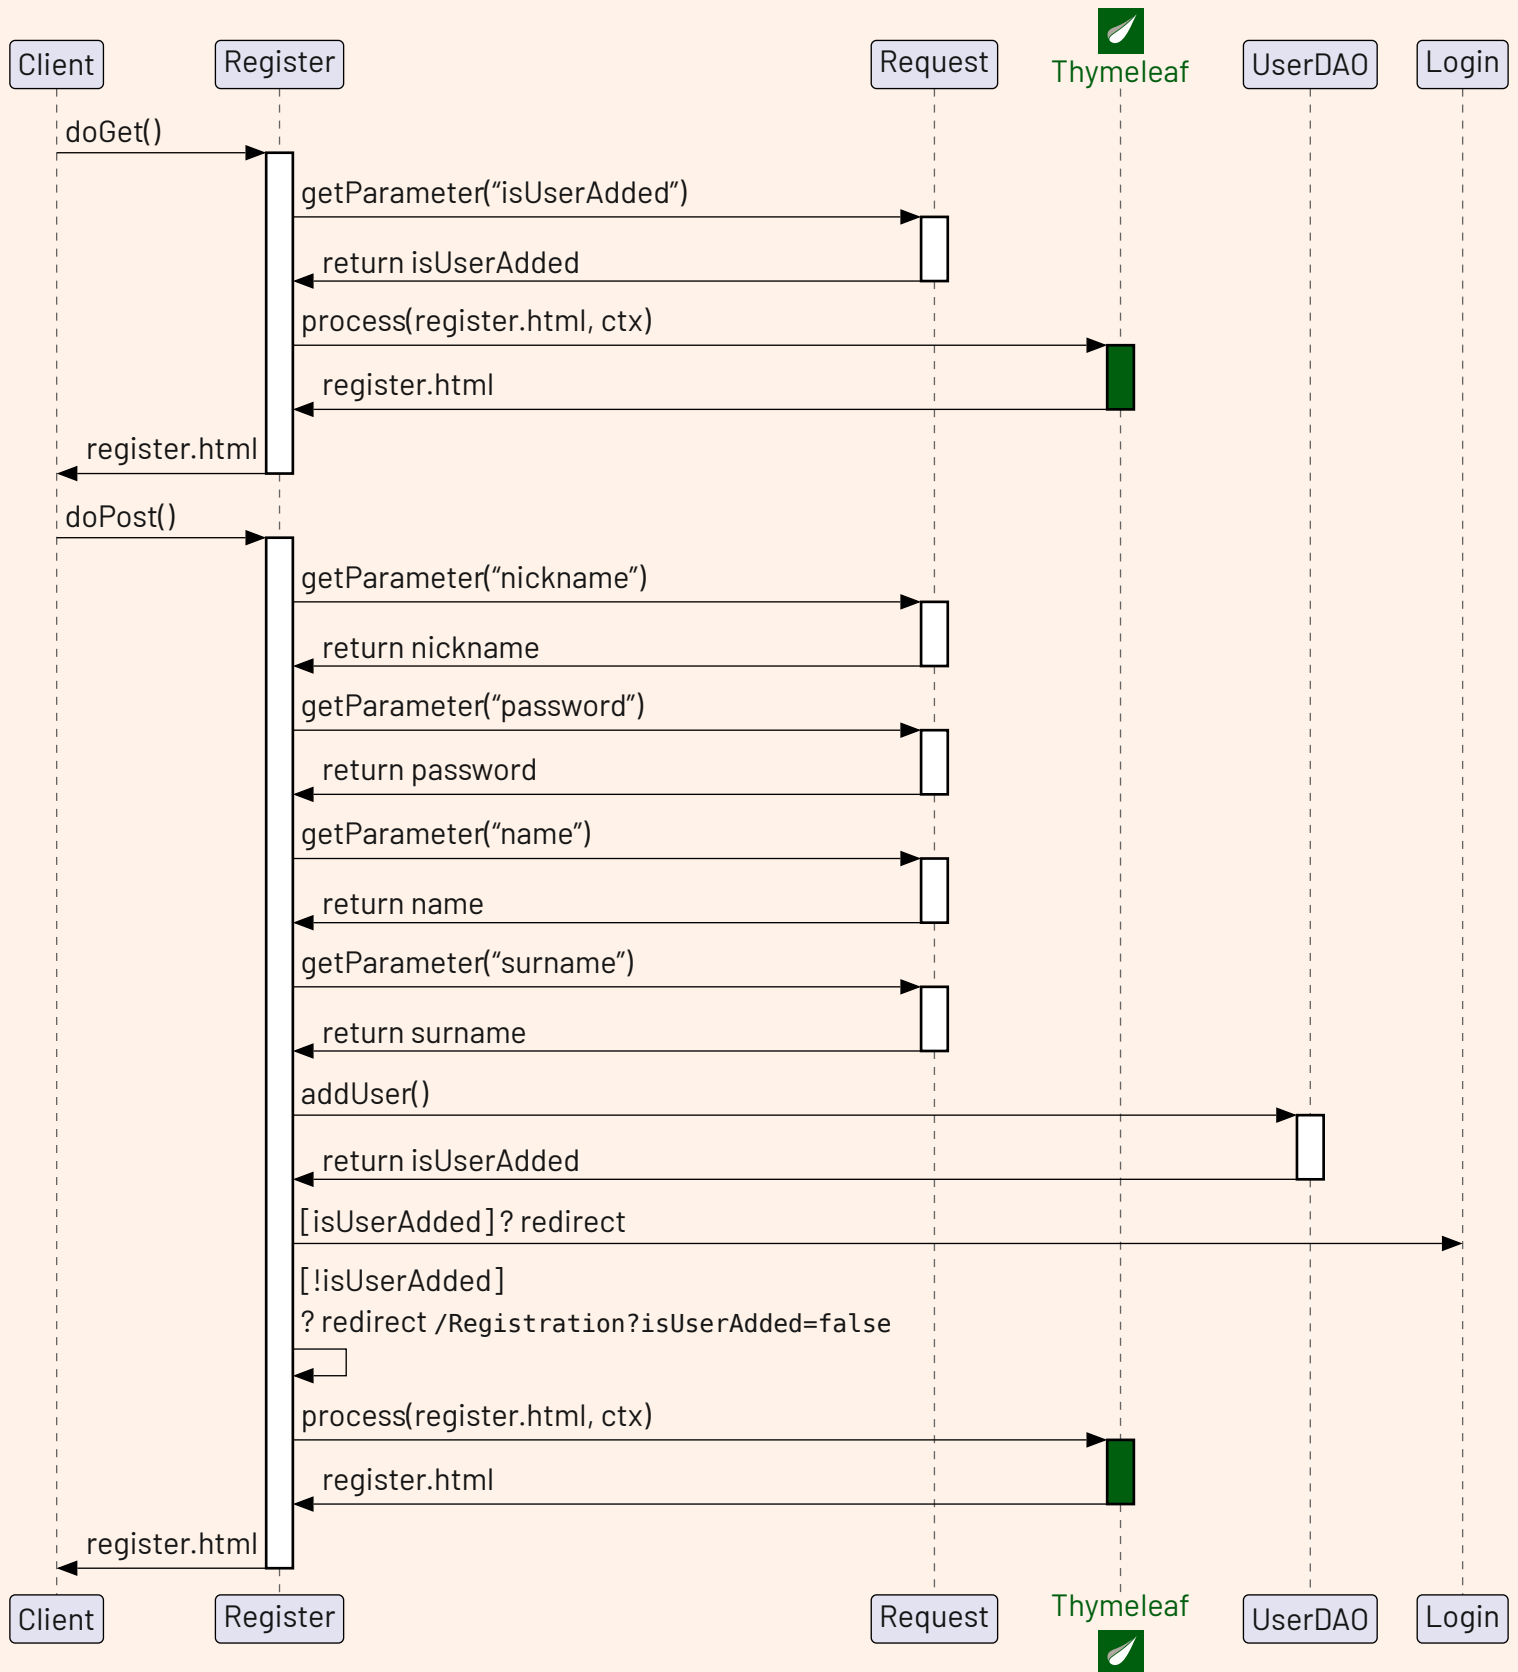 Client
Register
Request
Thymeleaf
UserDAO
Login
doGet()
getParameter(“isUserAdded”)
return isUserAdded
process(register.html, ctx)
register.html
register.html
doPost()
getParameter(“nickname”)
return nickname
getParameter(“password”)
return password
getParameter(“name”)
return name
getParameter(“surname”)
return surname
addUser()
return isUserAdded
[isUserAdded]? redirect
[!isUserAdded]
? redirect /Registration?isUserAdded=false
process(register.html, ctx)
register.html
register.html
Client
Register
Request
Thymeleaf
UserDAO
Login